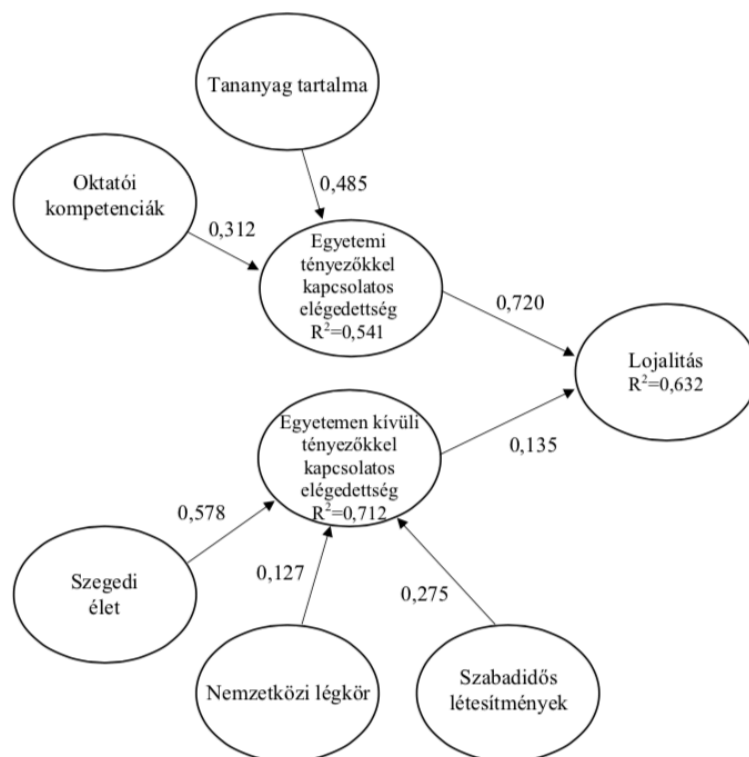 Tananyag tartalma
Oktatói
kompetenciák
0,485
0,312
Egyetemi
tényezőkkel
kapcsolatos
elégedettség
R²=0,541
0,720
Lojalitás
R²=0,632
Egyetemen kívüli
tényezőkkel
kapcsolatos
elégedettség
R²=0,712
0,135
0,578
0,127
0,275
Szegedi
élet
Nemzetközi légkör
Szabadidős
létesítmények